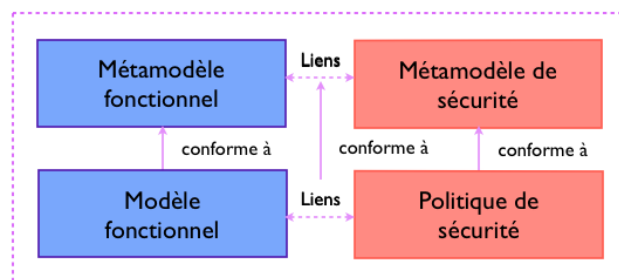 Liens
Métamodèle
fonctionnel
Métamodèle de
sécurité
conforme à
conforme à
conforme à
Modèle
fonctionnel
Liens
Politique de
sécurité